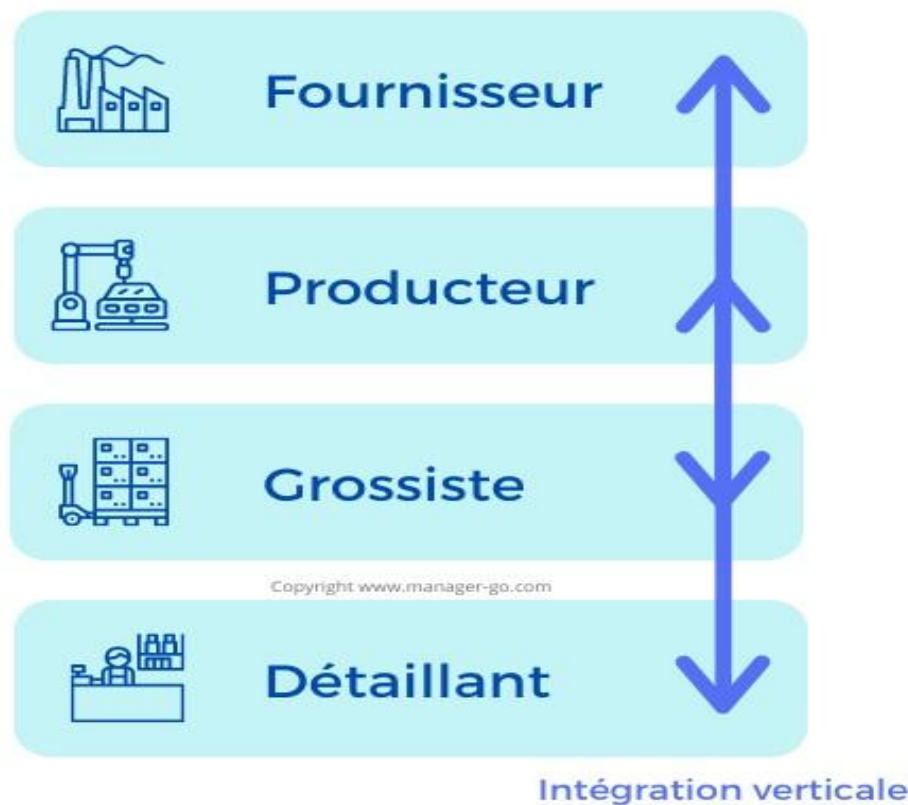 Fournisseur
Producteur
Grossiste
Copyright www.manager-go.com
Détaillant
Intégration verticale